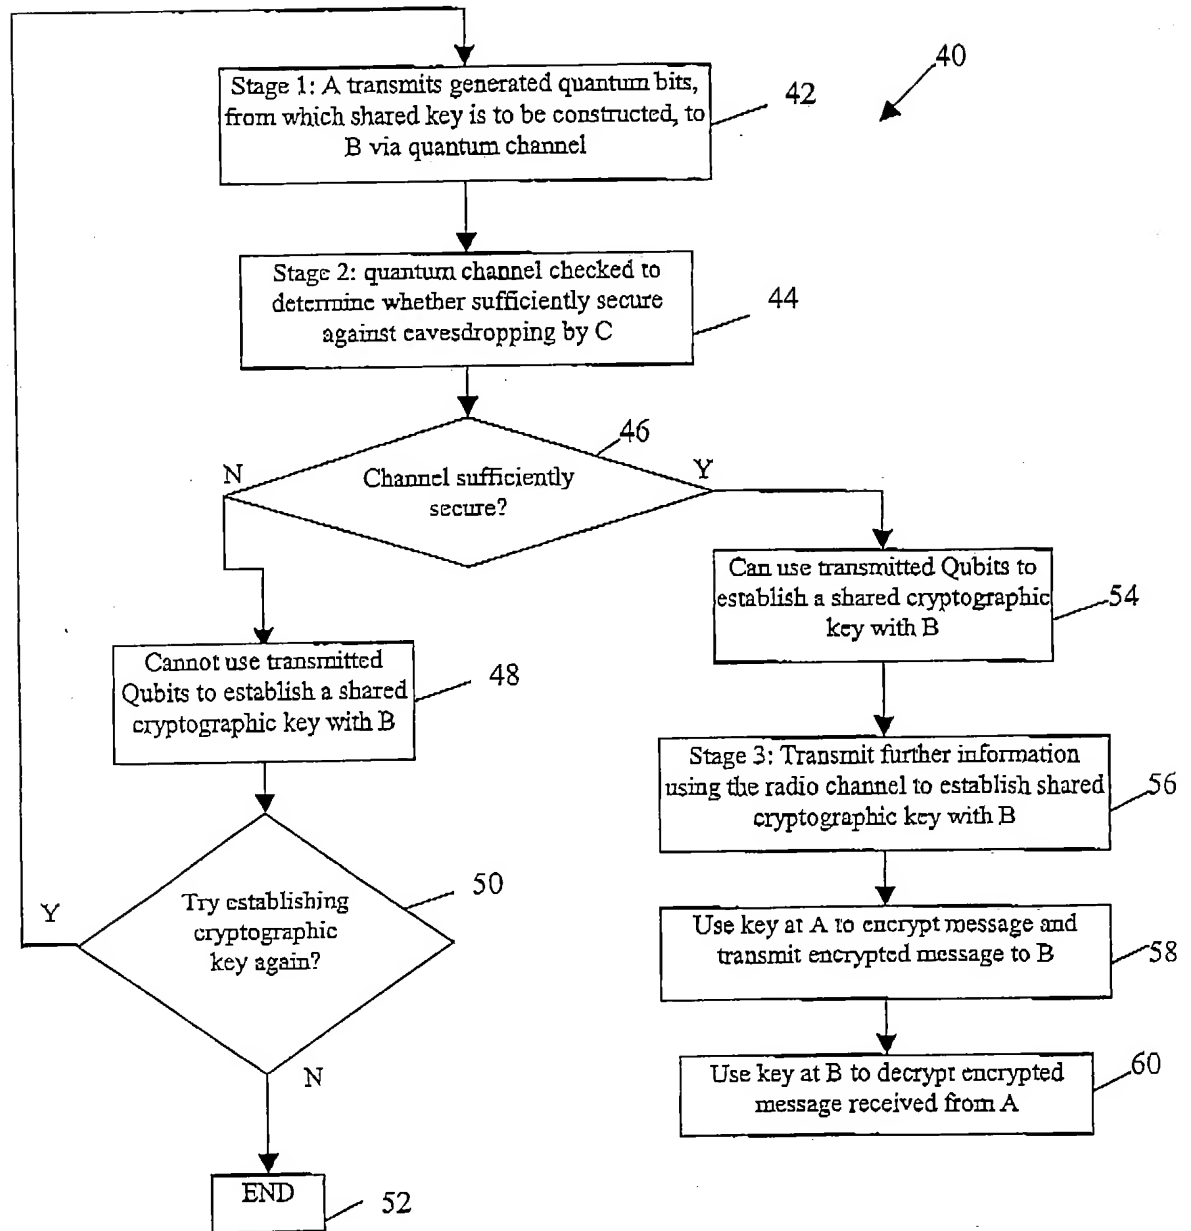 40
Stage 1: A transmits generated quantum bits,
from which shared key is to be constructed, to
B via quantum channel
42
Stage 2: quantum channel checked to
determine whether sufficiently secure
against eavesdropping by C
44
46
N
Y
Channel sufficiently
secure?
Can use transmitted Qubits to
establish a shared cryptographic
key with B
54
Cannot use transmitted
Qubits to establish a shared
cryptographic key with B
48
Stage 3: Transmit further information
using the radio channel to establish shared
cryptographic key with B
56
Y
Try establishing
cryptographic
key again?
50
Use key at A to encrypt message and
transmit encrypted message to B
58
N
Use key at B to decrypt encrypted
message received from A
60
END
52